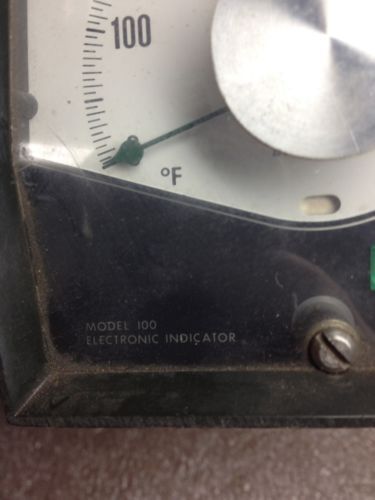 100
°F
MODEL 100
ELECTRONIC INDICATOR